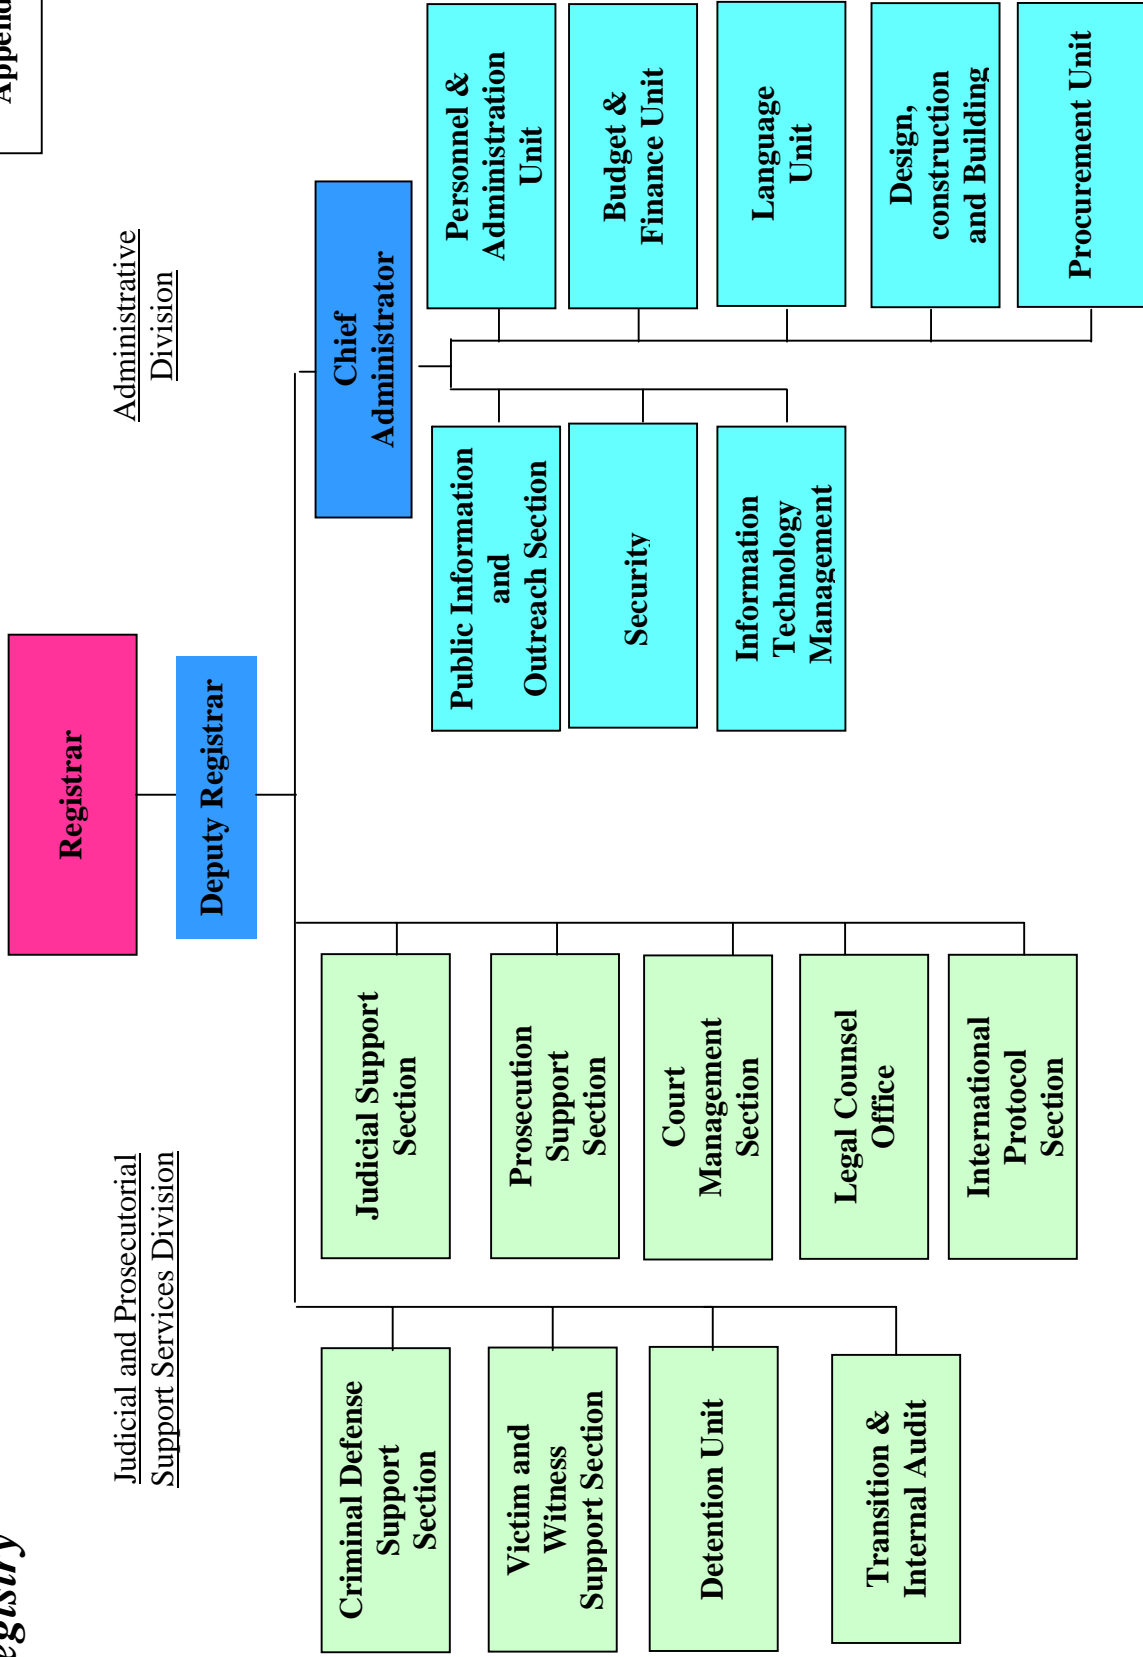 Registrar
Deputy Registrar
Judicial and Prosecutorial
Support Services Division
Administrative
Division
Criminal Defense
Support
Section
Victim and
Witness
Support Section
Detention Unit
Transition &
Internal Audit
Judicial Support
Section
Prosecution
Support
Section
Court
Management
Section
Legal Counsel
Office
International
Protocol
Section
Chief
Administrator
Public Information
and
Outreach Section
Security
Information
Technology
Management
Personnel &
Administration
Unit
Budget &
Finance Unit
Language
Unit
Design,
construction
and Building
Procurement Unit